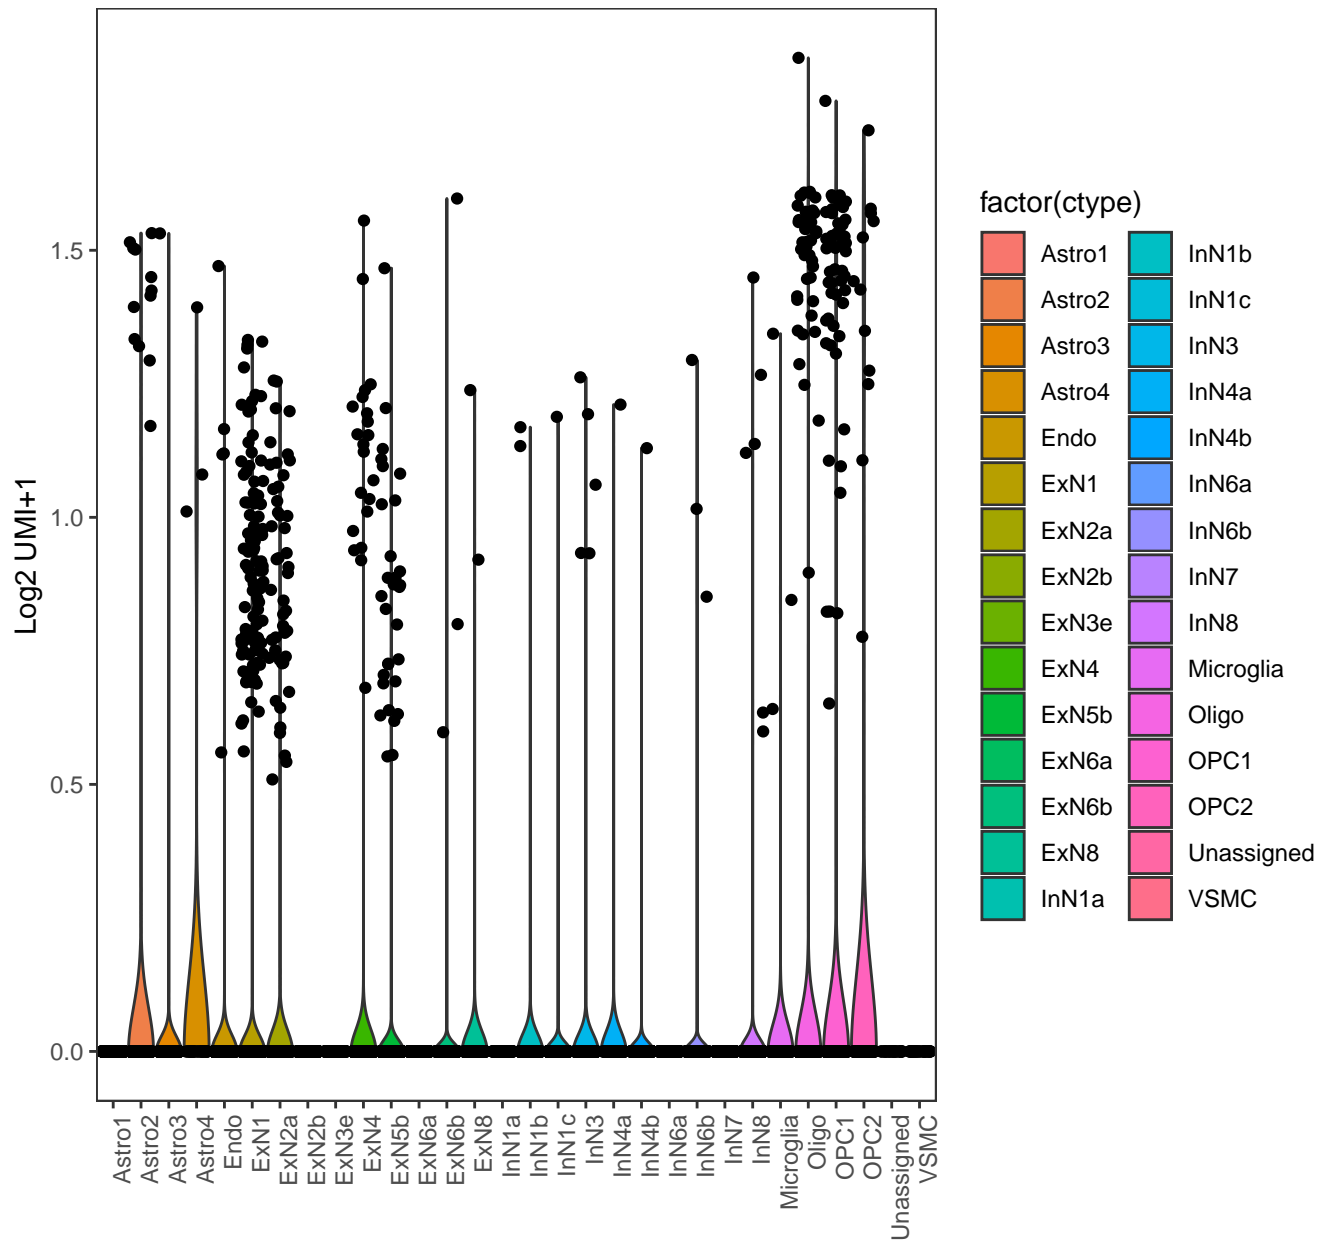 Log2 UMI+1
1.5
1.0
0.5
0.0
Astro1
Astro2
Astro3
Astro4
Endo
ExN1
ExN2a
ExN2b
ExN3e
ExN4
ExN5b
ExN6a
ExN6b
ExN8
InN1a
InN1b
InN1c
InN3
InN4a
InN4b
InN6a
InN6b
InN7
InN8
Microglia
Oligo
OPC1
OPC2
Unassigned
VSMC
factor(ctype)
Astro1
Astro2
Astro3
Astro4
Endo
ExN1
ExN2a
ExN2b
ExN3e
ExN4
ExN5b
ExN6a
ExN6b
ExN8
InN1a
InN1b
InN1c
InN3
InN4a
InN4b
InN6a
InN6b
InN7
InN8
Microglia
Oligo
OPC1
OPC2
Unassigned
VSMC